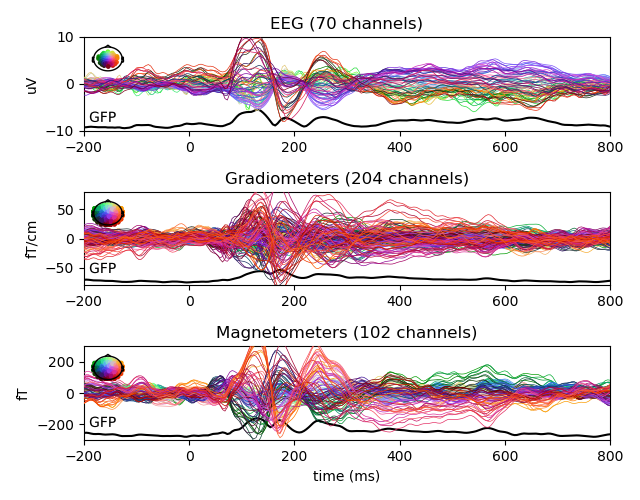 EEG (70 channels)
10
0
−10
uV
GFP
−200 0 200 400 600 800
Gradiometers (204 channels)
50
0
−50
fT/cm
GFP
−200 0 200 400 600 800
Magnetometers (102 channels)
200
0
−200
fT
GFP
−200 0 200 400 600 800
time (ms)